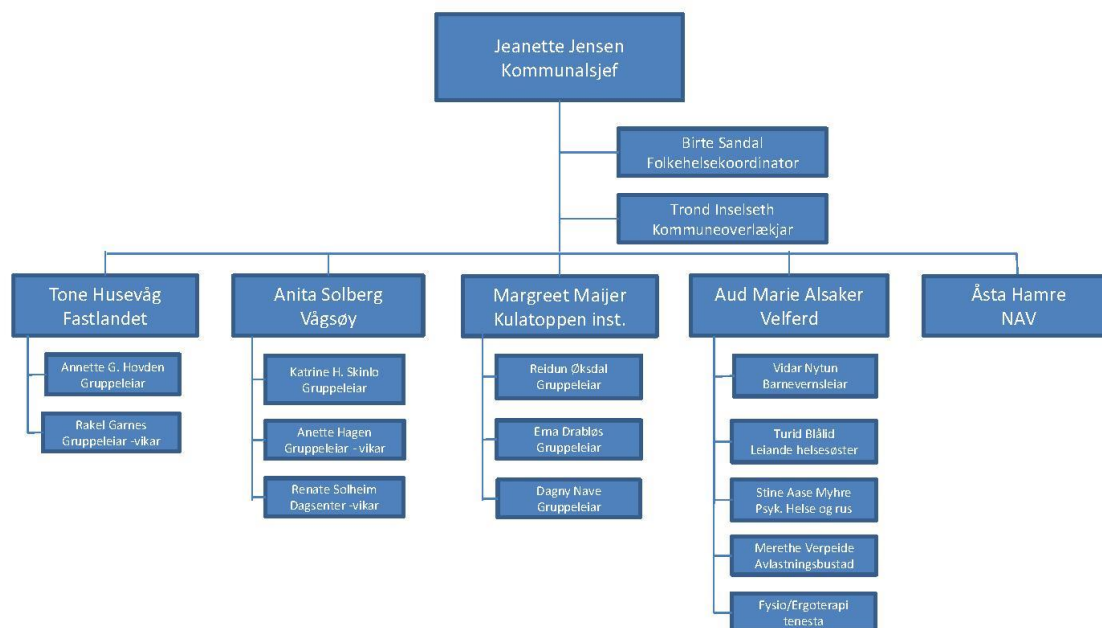 Jeanette Jensen
Kommunalsjef
Birte Sandal
Folkehelsekoordinator
Trond Inselseth
Kommuneoverlækjar
Tone Husevåg
Fastlandet
Annette G. Hovden
Gruppeleiar
Rakel Garnes
Gruppeleiar -vikar
Anita Solberg
Vågsøy
Katrine H. Skinlo
Gruppeleiar
Anette Hagen
Gruppeleiar - vikar
Renate Solheim
Dagsenter -vikar
Margreet Maijer
Kulatoppen inst.
Reidun Øksdal
Gruppeleiar
Erna Drabløs
Gruppeleiar
Dagny Nave
Gruppeleiar
Aud Marie Alsaker
Velferd
Vidar Nytun
Barnevernsleiar
Turid Blålid
Leiande helsesøster
Stine Aase Myhre
Psyk. Helse og rus
Merethe Verpeide
Avlastningsbustad
Fysio/Ergoterapi
tenesta
Åsta Hamre
NAV